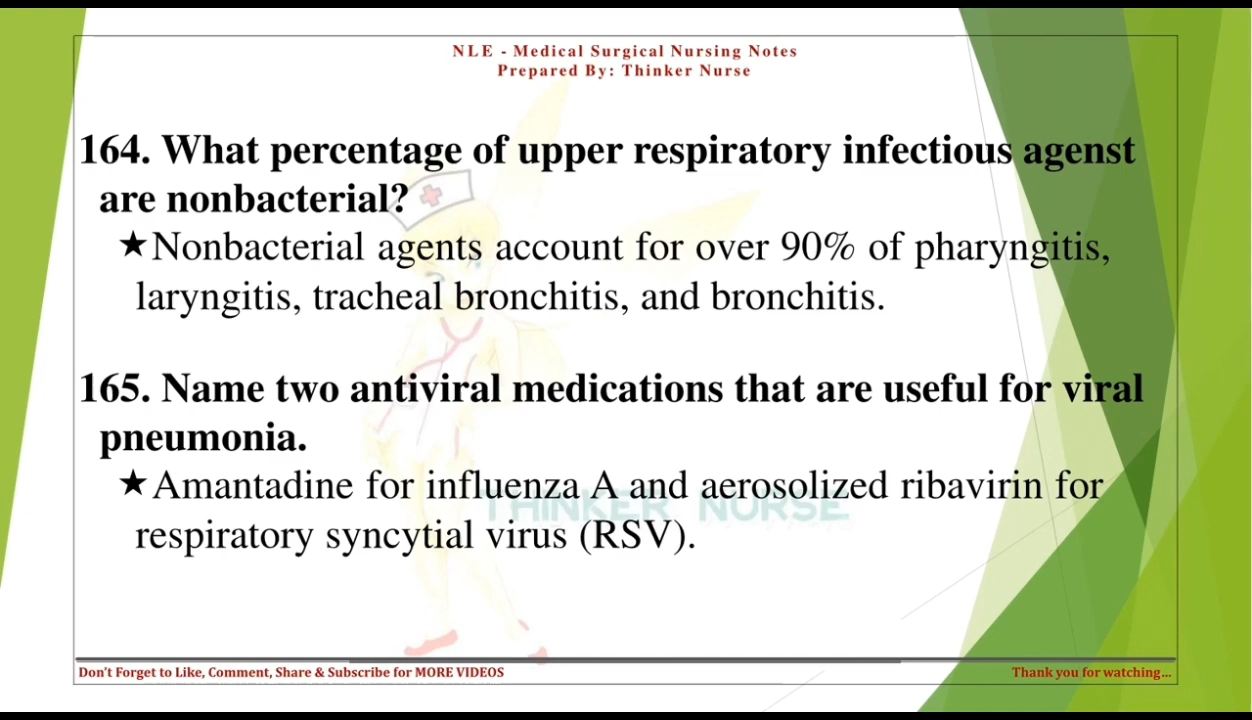 NLE - Medical Surgical Nursing Notes
Prepared By: Thinker Nurse
164. What percentage of upper respiratory infectious agenst
are nonbacterial?
★Nonbacterial agents account for over 90% of pharyngitis,
laryngitis, tracheal bronchitis, and bronchitis.
165. Name two antiviral medications that are useful for viral
pneumonia.
★Amantadine for influenza A and aerosolized ribavirin for
THINKER NURSE
respiratory syncytial virus (RSV).
Don't Forget to Like, Comment, Share & Subscribe for MORE VIDEOS
Thank you for watching...